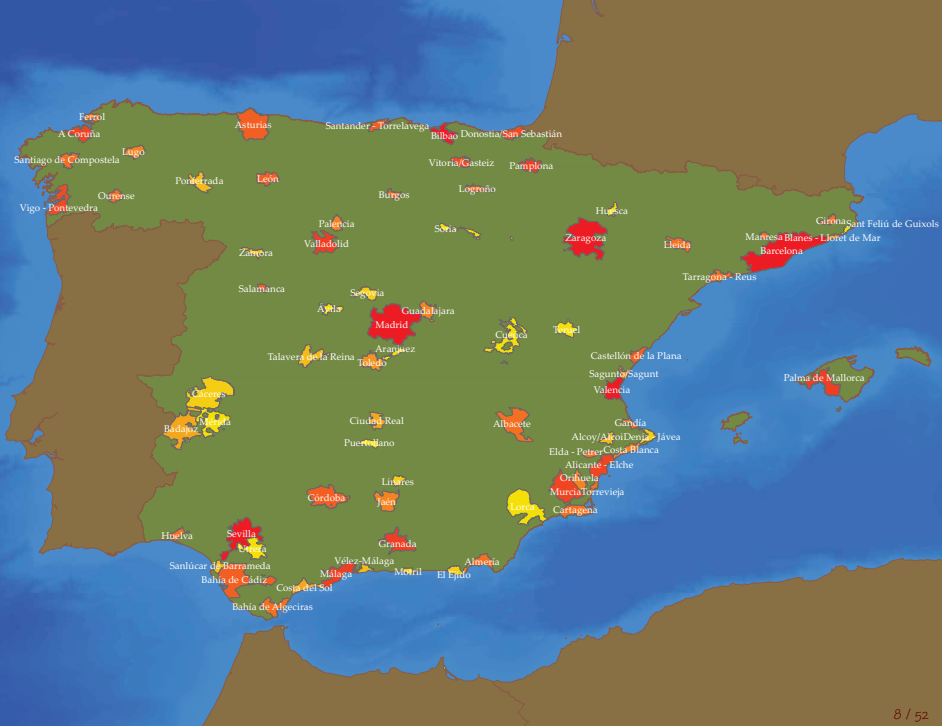 Ferrol
A Coruña
Asturias
Santander - Torrelavega
Bilbao
Donostia/San Sebastián
Santiago de Compostela
Lugo
Vitoria/Gasteiz
Pamplona
Ponferrada
León
Logroño
Burgos
Ourense
Vigo - Pontevedra
Huesca
Palencia
Soria
Girona
Sant Feliú de Guixols
Valladolid
Zaragoza
Lleida
Manresa
Blanes - Lloret de Mar
Zamora
Barcelona
Tarragona - Reus
Salamanca
Segovia
Ávila
Guadalajara
Madrid
Cuenca
Teruel
Aranjuez
Talavera de la Reina
Toledo
Castellón de la Plana
Sagunto/Sagunt
Valencia
Palma de Mallorca
Cáceres
Mérida
Badajoz
Ciudad Real
Albacete
Gandía
Puertollano
Alcoy/Alcoi
Denia - Jávea
Elda - Petrer
Costa Blanca
Alicante - Elche
Linares
Orihuela
Córdoba
Jaén
Murcia
Torrevieja
Lorca
Cartagena
Huelva
Sevilla
Utrera
Granada
Sanlúcar de Barrameda
Vélez-Málaga
Almería
Bahía de Cádiz
Málaga
Motril
El Ejido
Costa del Sol
Bahía de Algeciras
8 / 52